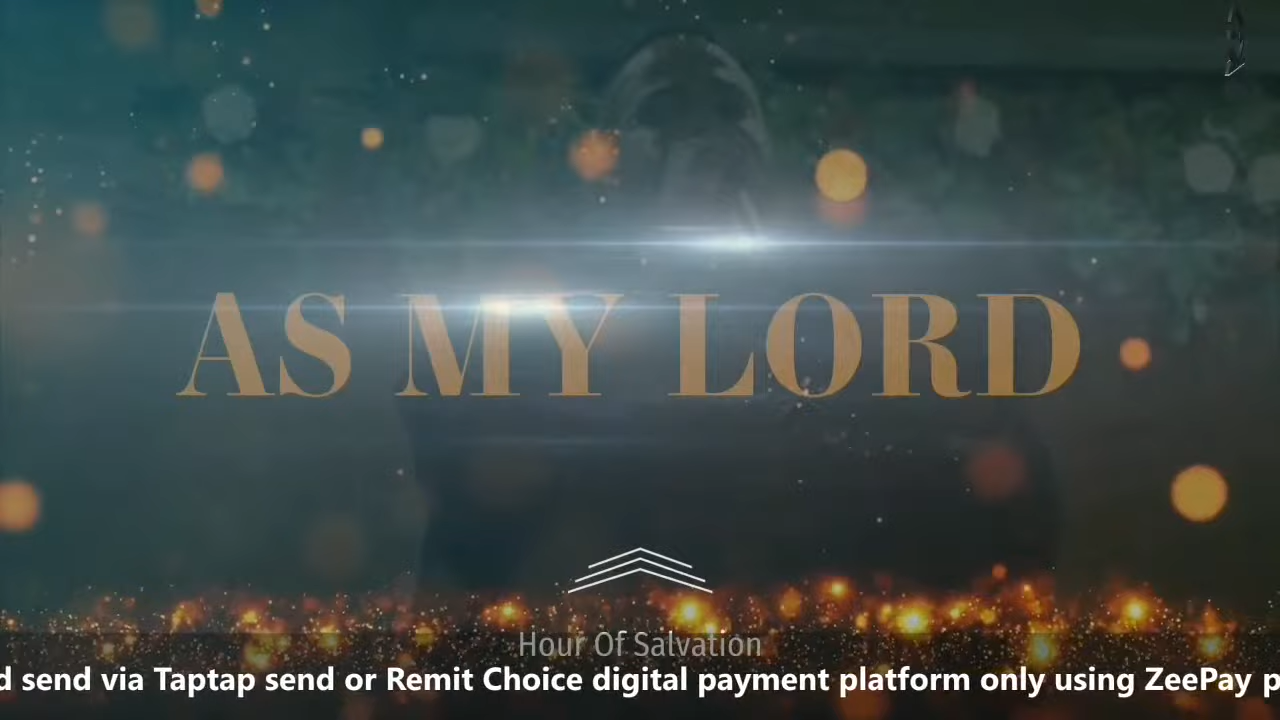 AS MY LORD
Hour Of Salvation
d send via Taptap send or Remit Choice digital payment platform only using ZeePay p